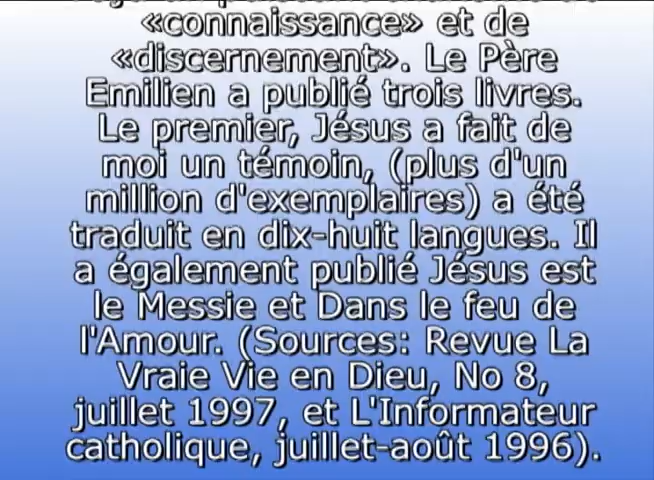 «connaissance» et de
«discernement». Le Père
Emilien a publié trois livres.
Le premier, Jésus a fait de
moi un témoin, (plus d'un
million d'exemplaires) a été
traduit en dix-huit langues. Il
a également publié Jésus est
le Messie et Dans le feu de
l'Amour. (Sources: Revue La
Vraie Vie en Dieu, No 8,
juillet 1997, et L'Informateur
catholique, juillet-août 1996).